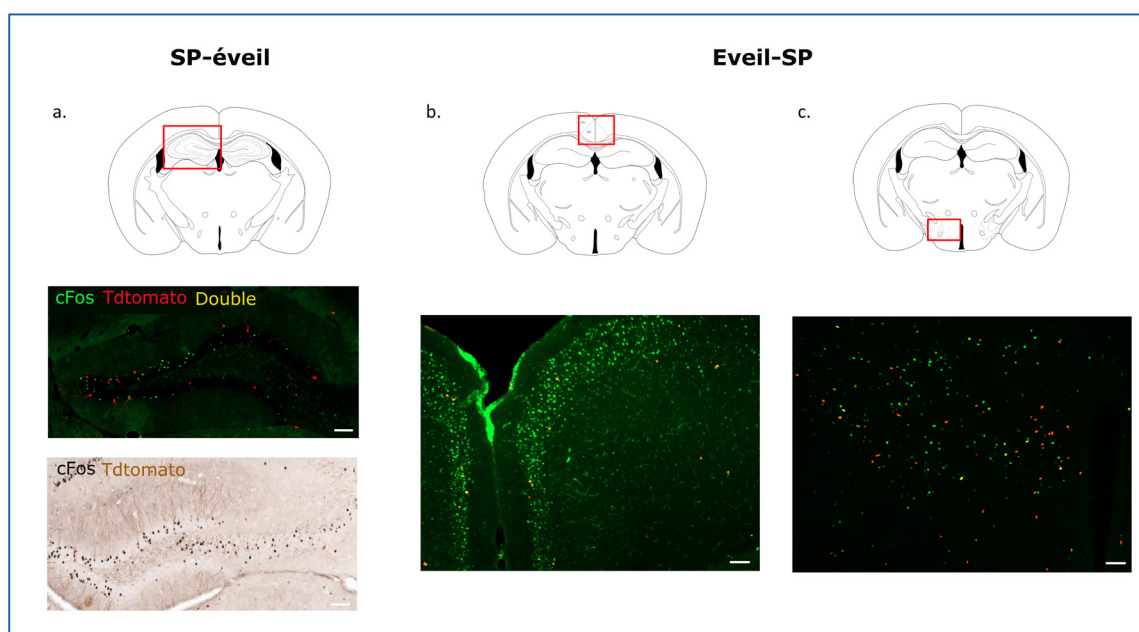 SP-éveil
Eveil-SP
a.
b.
c.
cFos Tdtomato Double
cFos Tdtomato